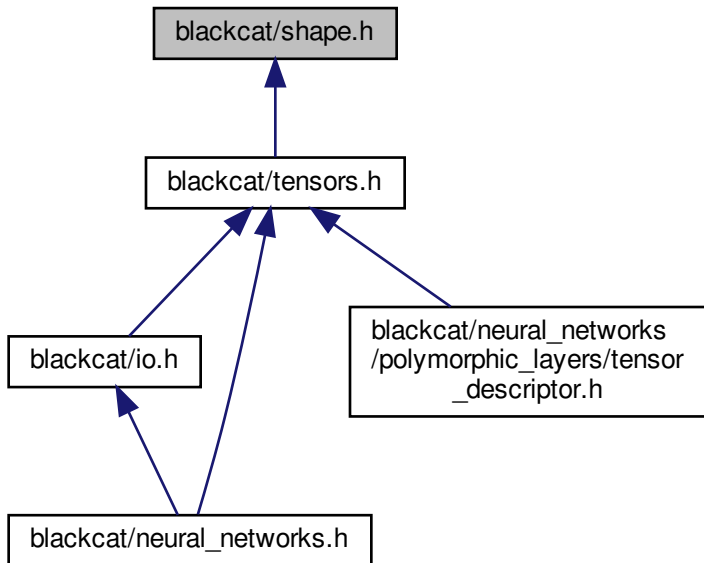 blackcat/shape.h
blackcat/tensors.h
blackcat/io.h
blackcat/neural_networks
/polymorphic_layers/tensor
_descriptor.h
blackcat/neural_networks.h